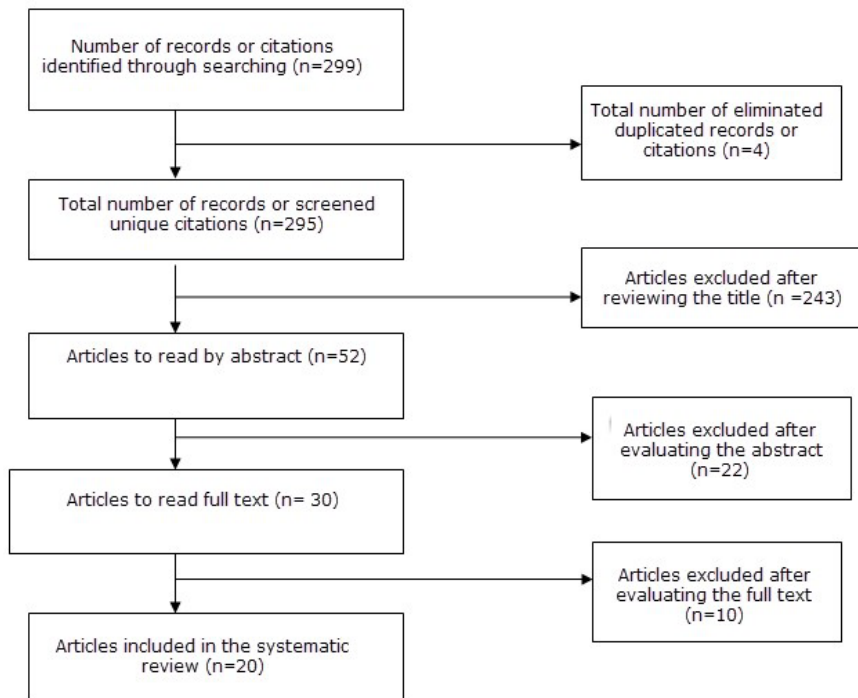 Number of records or citations
identified through searching (n=299)
Total number of eliminated
duplicated records or
citations (n=4)
Total number of records or screened
unique citations (n=295)
Articles excluded after
reviewing the title (n =243)
Articles to read by abstract (n=52)
Articles excluded after
evaluating the abstract
(n=22)
Articles to read full text (n= 30)
Articles excluded after
evaluating the full text
(n=10)
Articles included in the systematic
review (n=20)